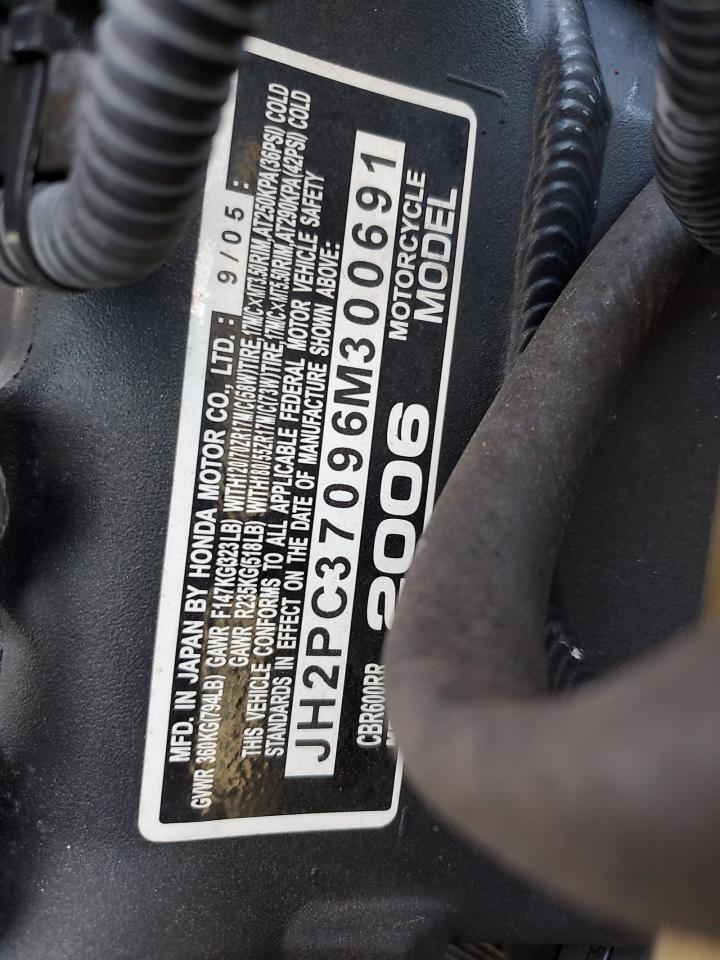 MFD. IN JAPAN BY HONDA MOTOR CO., LTD. : 9/05 :
GVWR 360KG(794LB) GAWR F147KG(323LB) WITH120/70ZR17M/C(58W)TIRE,17M/C×MT3.50RIM,AT250KPA(36PSI) COLD
GAWR R235KG(518LB) WITH180/55ZR17M/C(73W)TIRE,17M/C×MT5.50RIM,AT290KPA(42PSI) COLD
THIS VEHICLE CONFORMS TO ALL APPLICABLE FEDERAL MOTOR VEHICLE SAFETY
STANDARDS IN EFFECT ON THE DATE OF MANUFACTURE SHOWN ABOVE:
JH2PC37096M300691
CBR600RR MOTORCYCLE
2006 MODEL